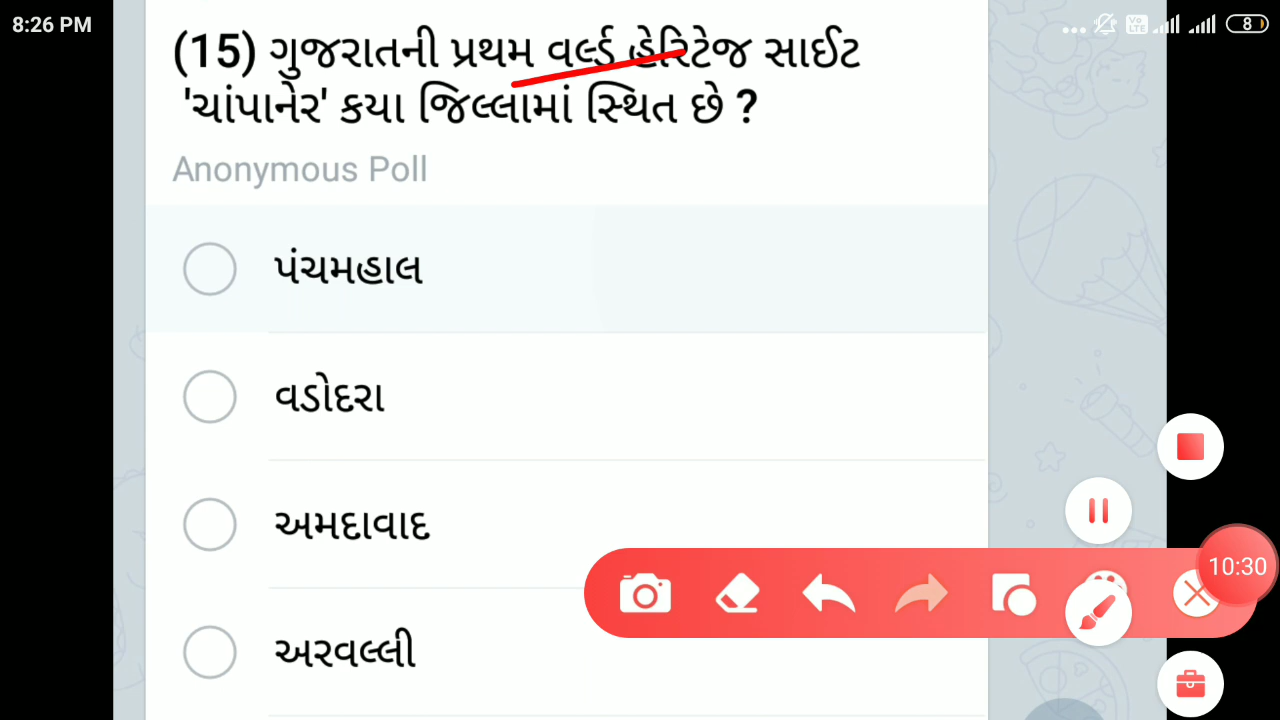 8:26 PM
8
(15) ગુજરાતની પ્રથમ વર્લ્ડ હેરિટેજ સાઈટ
'ચાંપાનેર' કયા જિલ્લામાં સ્થિત છે ?
Anonymous Poll
પંચમહાલ
વડોદરા
અમદાવાદ
10:30
અરવલ્લી